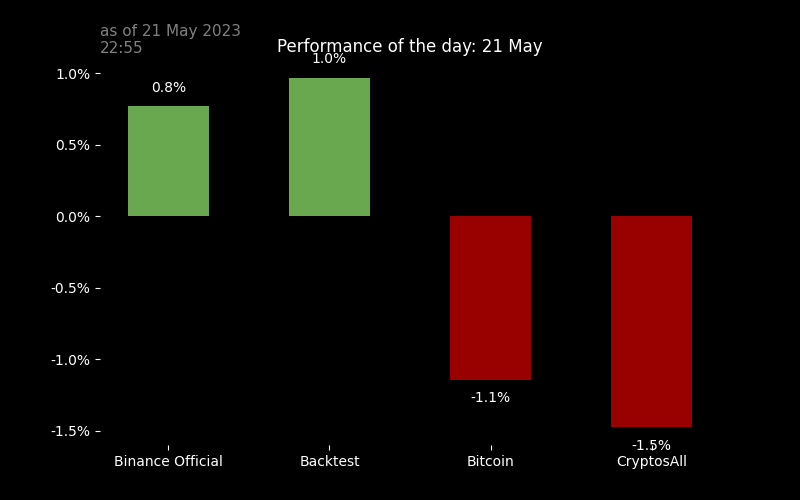 as of 21 May 2023
22:55
Performance of the day: 21 May
1.0%
0.5%
0.0%
-0.5%
-1.0%
-1.5%
0.8%
1.0%
-1.1%
-1.5%
Binance Official
Backtest
Bitcoin
CryptosAll